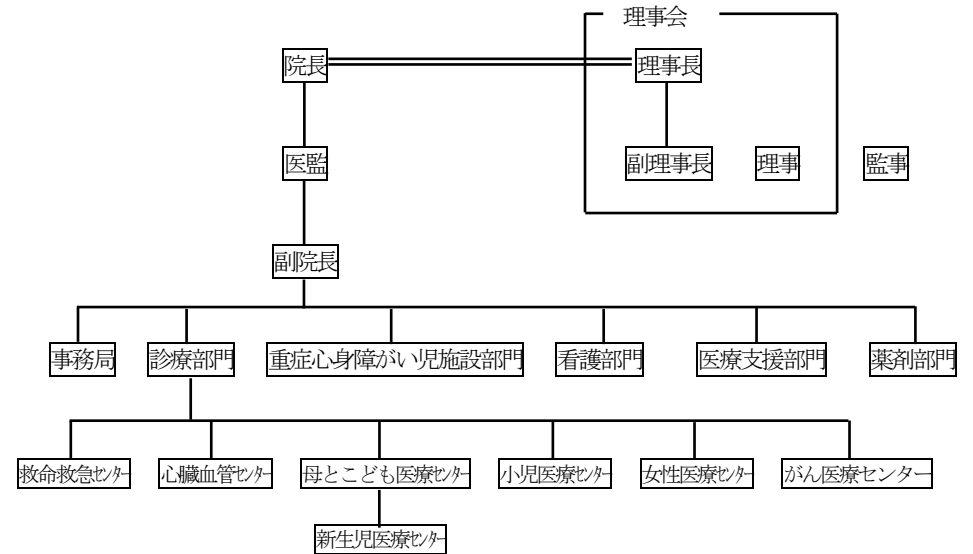 理事会
院長
理事長
医監
副理事長
理事
監事
副院長
事務局
診療部門
重症心身障がい児施設部門
看護部門
医療支援部門
薬剤部門
救命救急ｾﾝﾀｰ
心臓血管ｾﾝﾀｰ
母とこども医療ｾﾝﾀｰ
小児医療ｾﾝﾀｰ
女性医療ｾﾝﾀｰ
がん医療センター
新生児医療ｾﾝﾀｰ